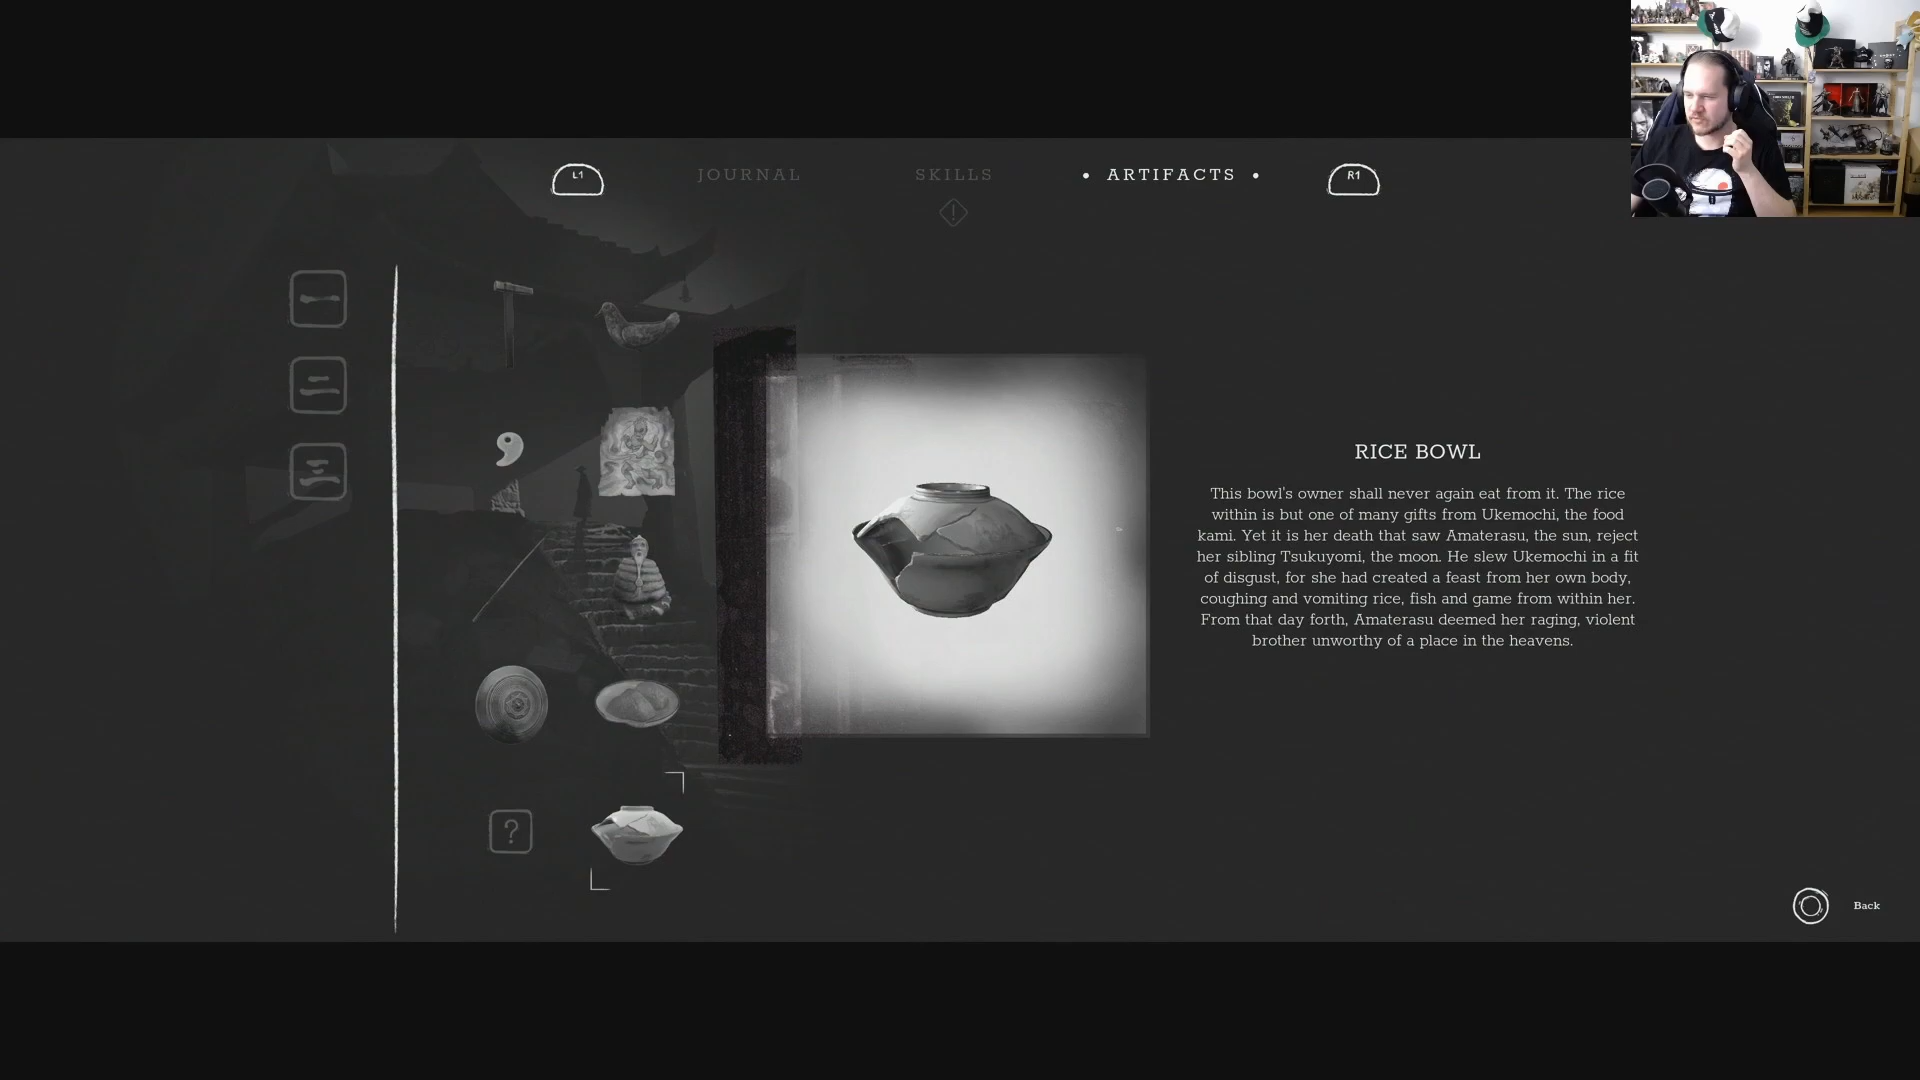 L1
JOURNAL
SKILLS
• ARTIFACTS •
R1
!
一
二
三
RICE BOWL
This bowl's owner shall never again eat from it. The rice
within is but one of many gifts from Ukemochi, the food
kami. Yet it is her death that saw Amaterasu, the sun, reject
her sibling Tsukuyomi, the moon. He slew Ukemochi in a fit
of disgust, for she had created a feast from her own body,
coughing and vomiting rice, fish and game from within her.
From that day forth, Amaterasu deemed her raging, violent
brother unworthy of a place in the heavens.
?
Back